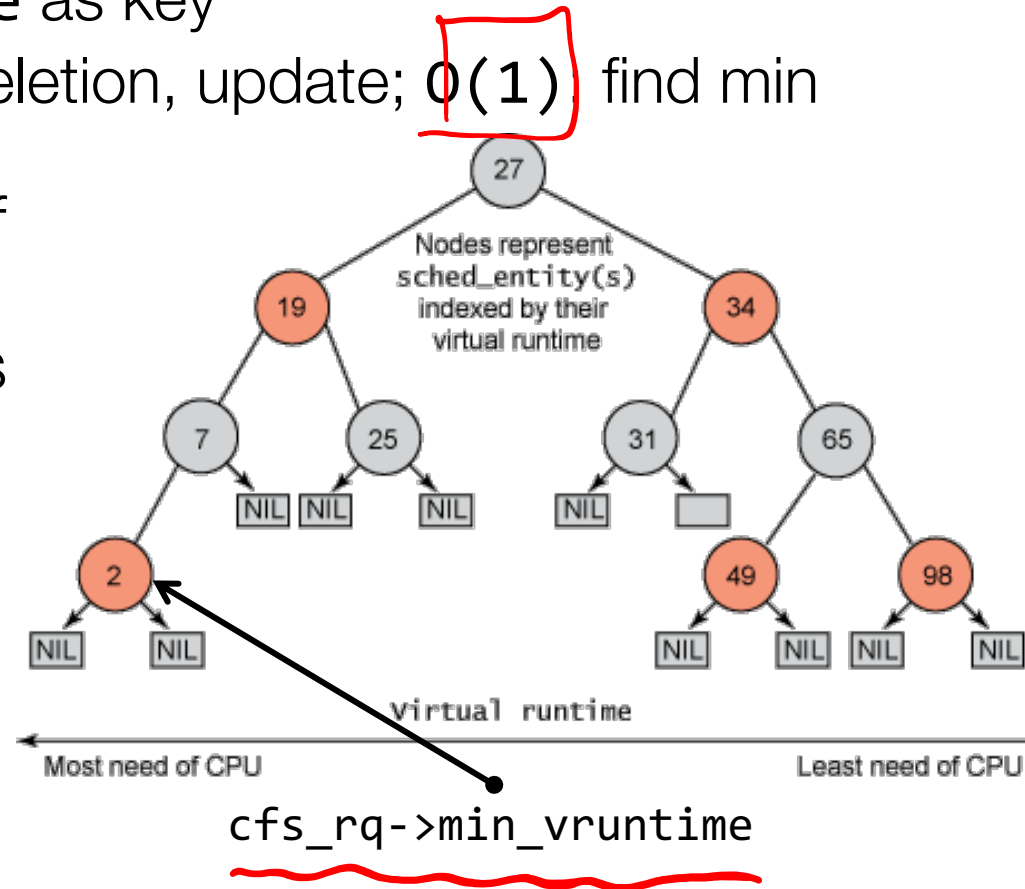 as key
deletion, update; O(1) find min
27
Nodes represent
sched_entity(s)
indexed by their
virtual runtime
19
34
7
25
31
65
NIL
NIL
NIL
NIL
2
49
98
NIL
NIL
NIL
NIL
NIL
NIL
Virtual runtime
Most need of CPU
Least need of CPU
cfs_rq->min_vruntime